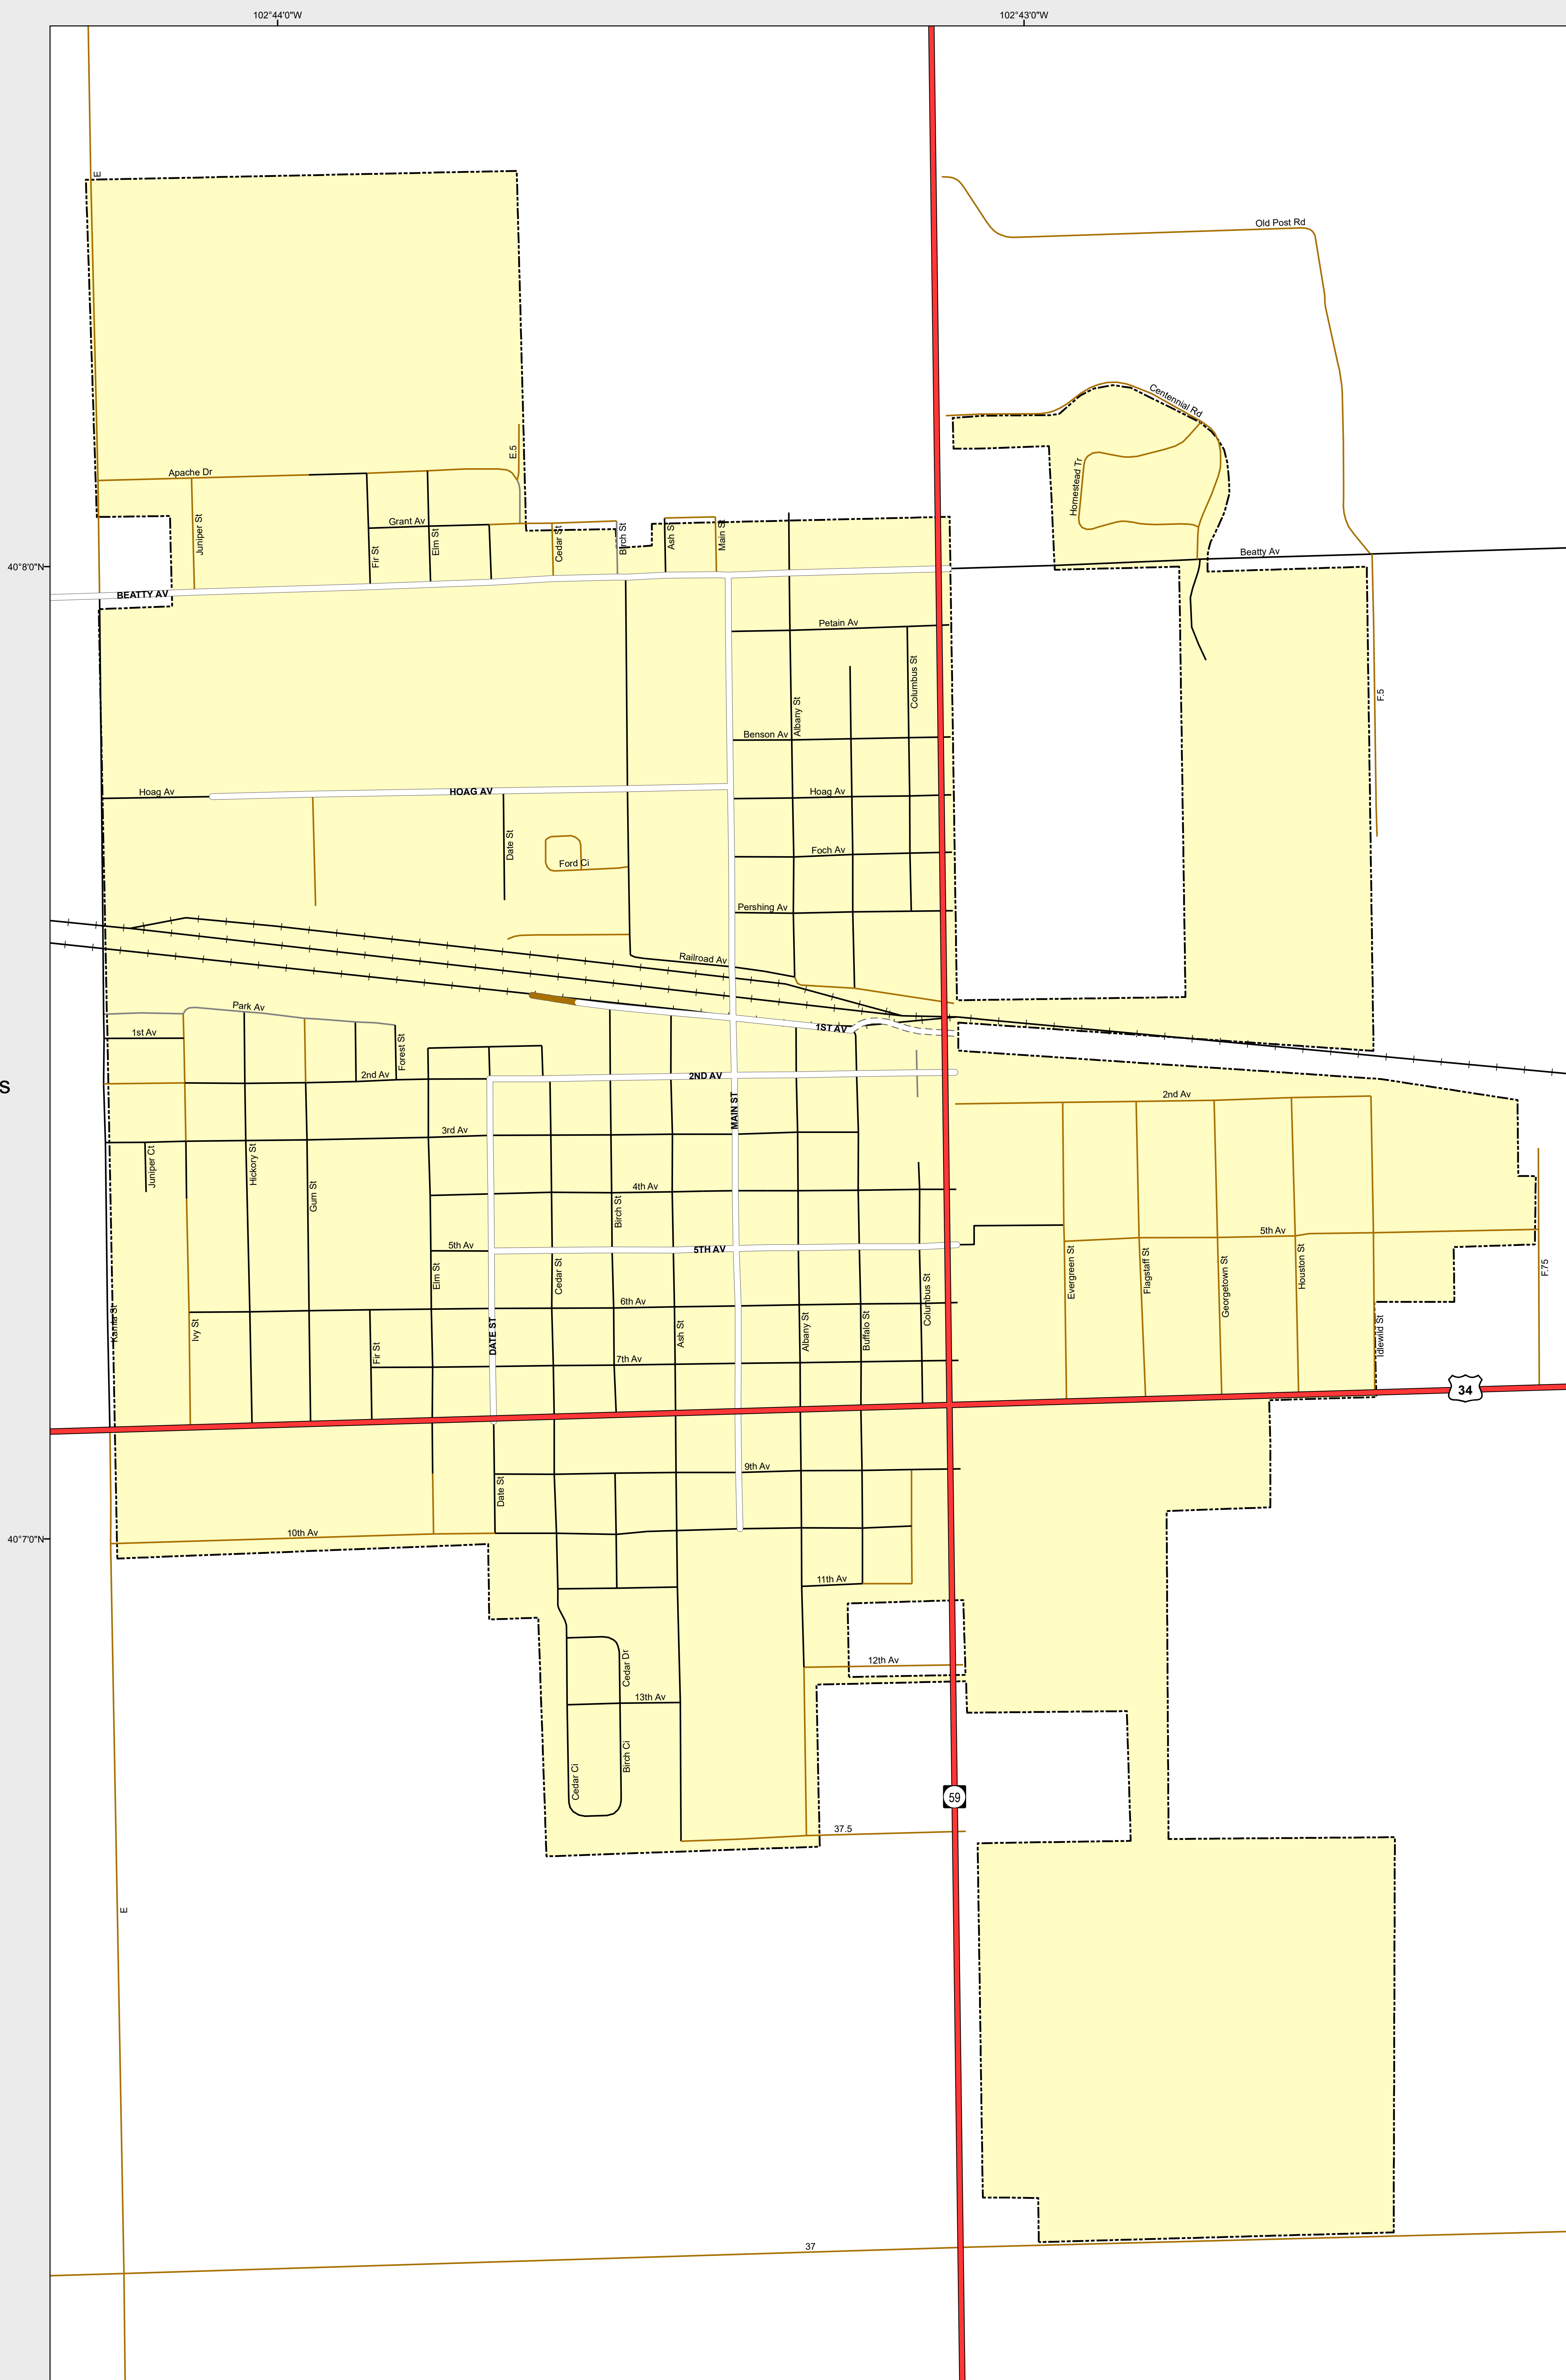 102°44'0"W
102°43'0"W
E
Old Post Rd
Centennial Rd
E.5
Apache Dr
Homestead Tr
Juniper St
Grant Av
Fir St
Elm St
Cedar St
Birch St
Ash St
Main St
Beatty Av
40°8'0"N
BEATTY AV
Petain Av
Columbus St
F.5
Albany St
Benson Av
Hoag Av
HOAG AV
Hoag Av
Date St
Foch Av
Ford Ci
Pershing Av
Railroad Av
Park Av
1st Av
1ST AV
Forest St
2nd Av
2ND AV
S
MAIN ST
2nd Av
3rd Av
Juniper Ct
Hickory St
Gum St
4th Av
Birch St
5th Av
5TH AV
5th Av
Elm St
Cedar St
Columbus St
Evergreen St
Flagstaff St
Georgetown St
Houston St
F.75
6th Av
Kanna St
Ivy St
Fir St
DATE ST
Ash St
Albany St
Buffalo St
Idlewild St
7th Av
34
9th Av
Date St
10th Av
40°7'0"N
11th Av
Cedar Dr
12th Av
13th Av
Birch Ci
Cedar Ci
59
37.5
E
37